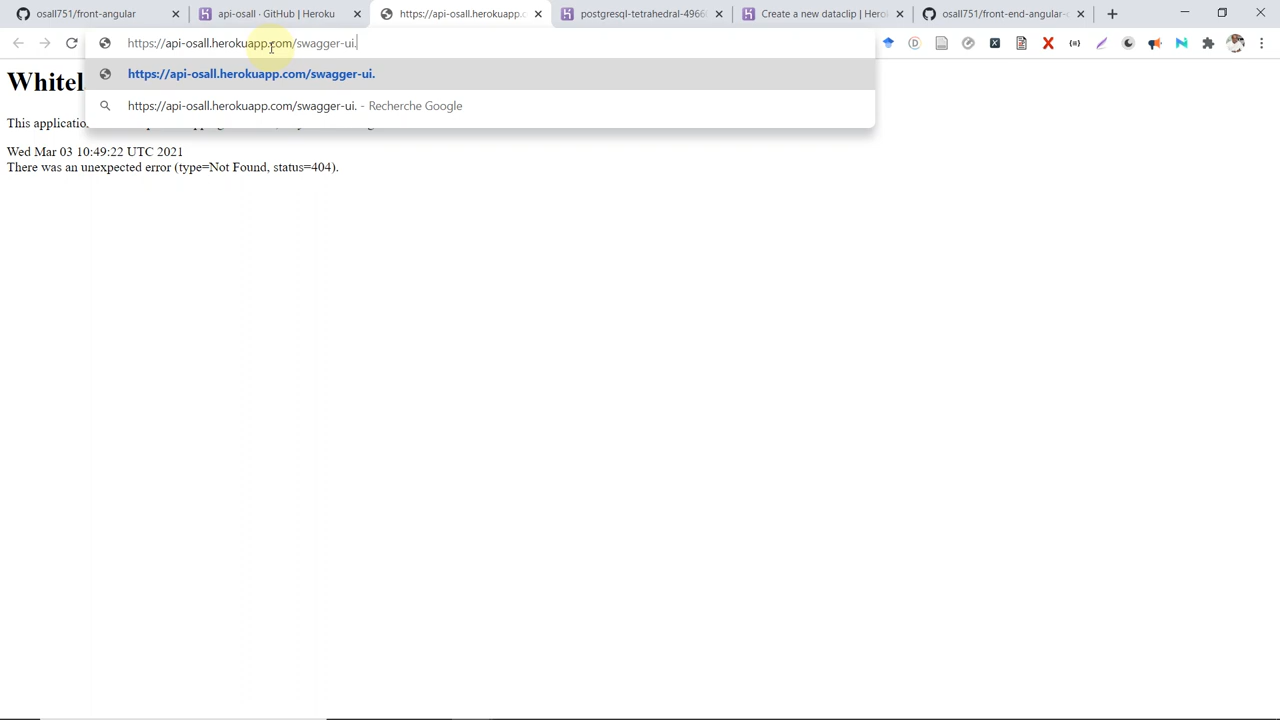 osall751/front-angular
api-osall · GitHub | Heroku
https://api-osall.herokuapp.c
postgresql-tetrahedral-4966
Create a new dataclip | Hero
osall751/front-end-angular-c
https://api-osall.herokuapp.com/swagger-ui.
https://api-osall.herokuapp.com/swagger-ui.
https://api-osall.herokuapp.com/swagger-ui. - Recherche Google
Whitel
This application
Wed Mar 03 10:49:22 UTC 2021
There was an unexpected error (type=Not Found, status=404).